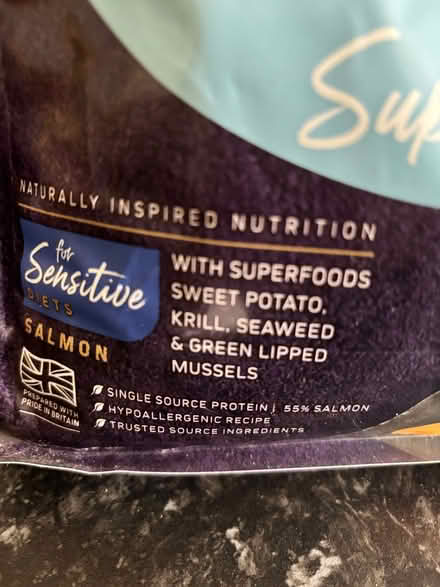 Sup
NATURALLY INSPIRED NUTRITION
for
Sensitive
DIETS
SALMON
WITH SUPERFOODS
SWEET POTATO,
KRILL, SEAWEED
& GREEN LIPPED
MUSSELS
PREPARED WITH
PRIDE IN BRITAIN
SINGLE SOURCE PROTEIN; 55% SALMON
HYPOALLERGENIC RECIPE
TRUSTED SOURCE INGREDIENTS